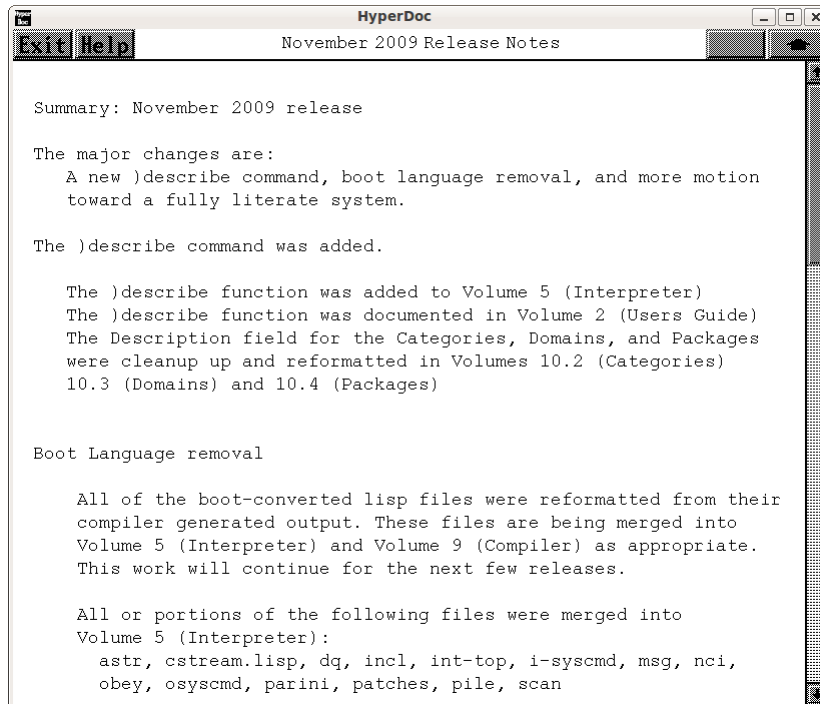 Hyper
Doc
HyperDoc
Exit Help
November 2009 Release Notes
Summary: November 2009 release
The major changes are:
A new )describe command, boot language removal, and more motion
toward a fully literate system.
The )describe command was added.
The )describe function was added to Volume 5 (Interpreter)
The )describe function was documented in Volume 2 (Users Guide)
The Description field for the Categories, Domains, and Packages
were cleanup up and reformatted in Volumes 10.2 (Categories)
10.3 (Domains) and 10.4 (Packages)
Boot Language removal
All of the boot-converted lisp files were reformatted from their
compiler generated output. These files are being merged into
Volume 5 (Interpreter) and Volume 9 (Compiler) as appropriate.
This work will continue for the next few releases.
All or portions of the following files were merged into
Volume 5 (Interpreter):
astr, cstream.lisp, dq, incl, int-top, i-syscmd, msg, nci,
obey, osyscmd, parini, patches, pile, scan